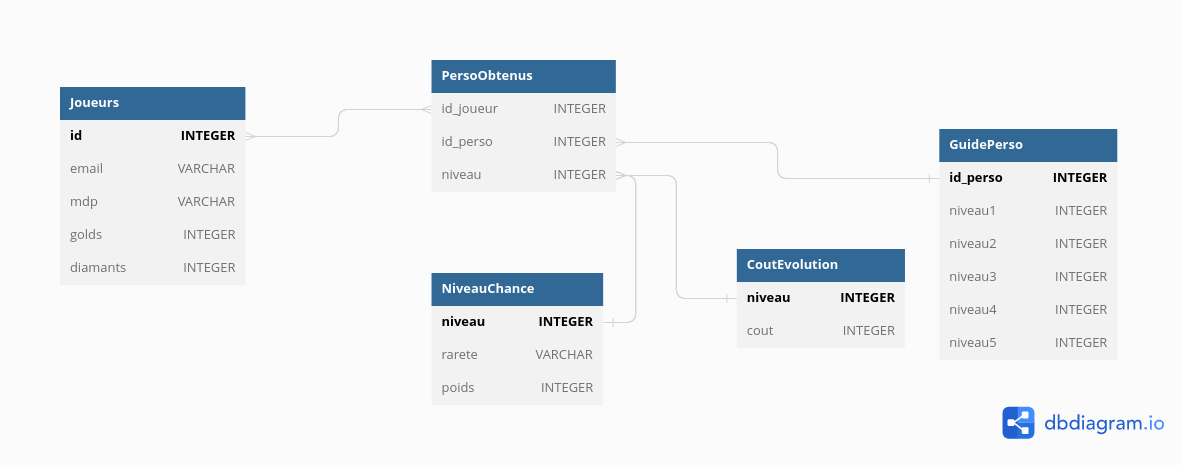 Joueurs
id INTEGER
email VARCHAR
mdp VARCHAR
golds INTEGER
diamants INTEGER
PersoObtenus
id_joueur INTEGER
id_perso INTEGER
niveau INTEGER
NiveauChance
niveau INTEGER
rarete VARCHAR
poids INTEGER
CoutEvolution
niveau INTEGER
cout INTEGER
GuidePerso
id_perso INTEGER
niveau1 INTEGER
niveau2 INTEGER
niveau3 INTEGER
niveau4 INTEGER
niveau5 INTEGER
dbdiagram.io